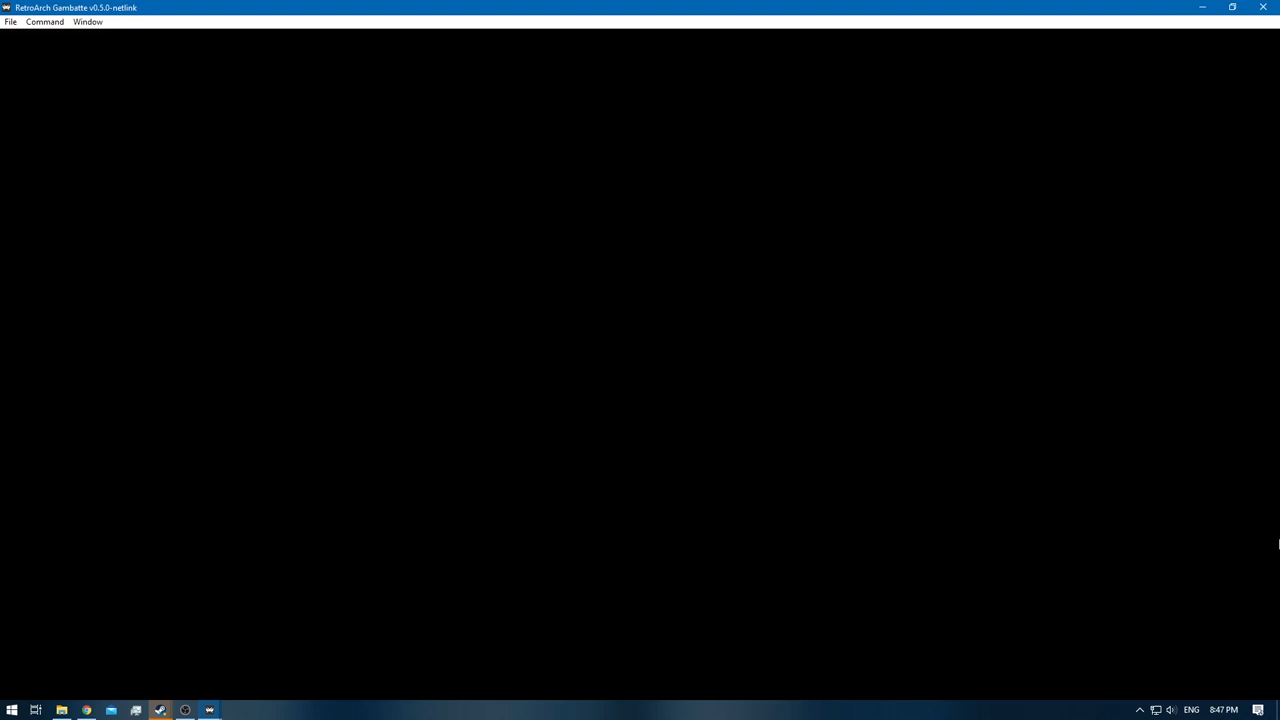 RetroArch Gambatte v0.5.0-netlink
File Command Window
ENG 8:47 PM